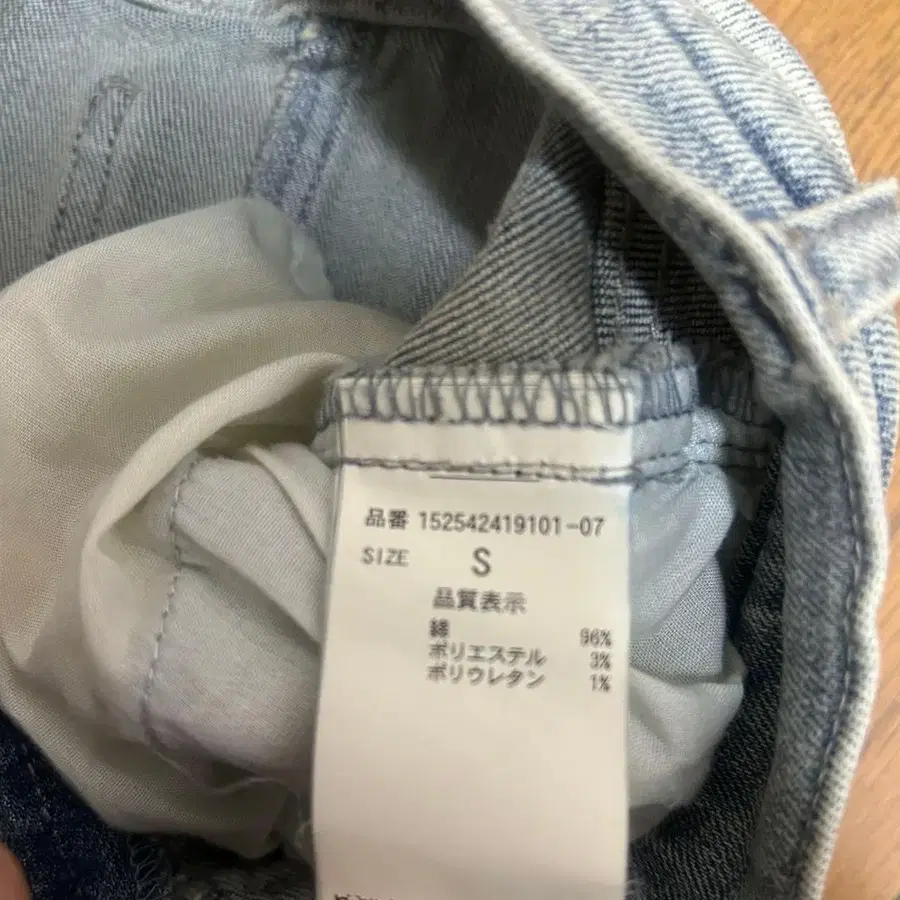 品番 152542419101-07
SIZE S
品質表示
綿 96%
ポリエステル 3%
ポリウレタン 1%